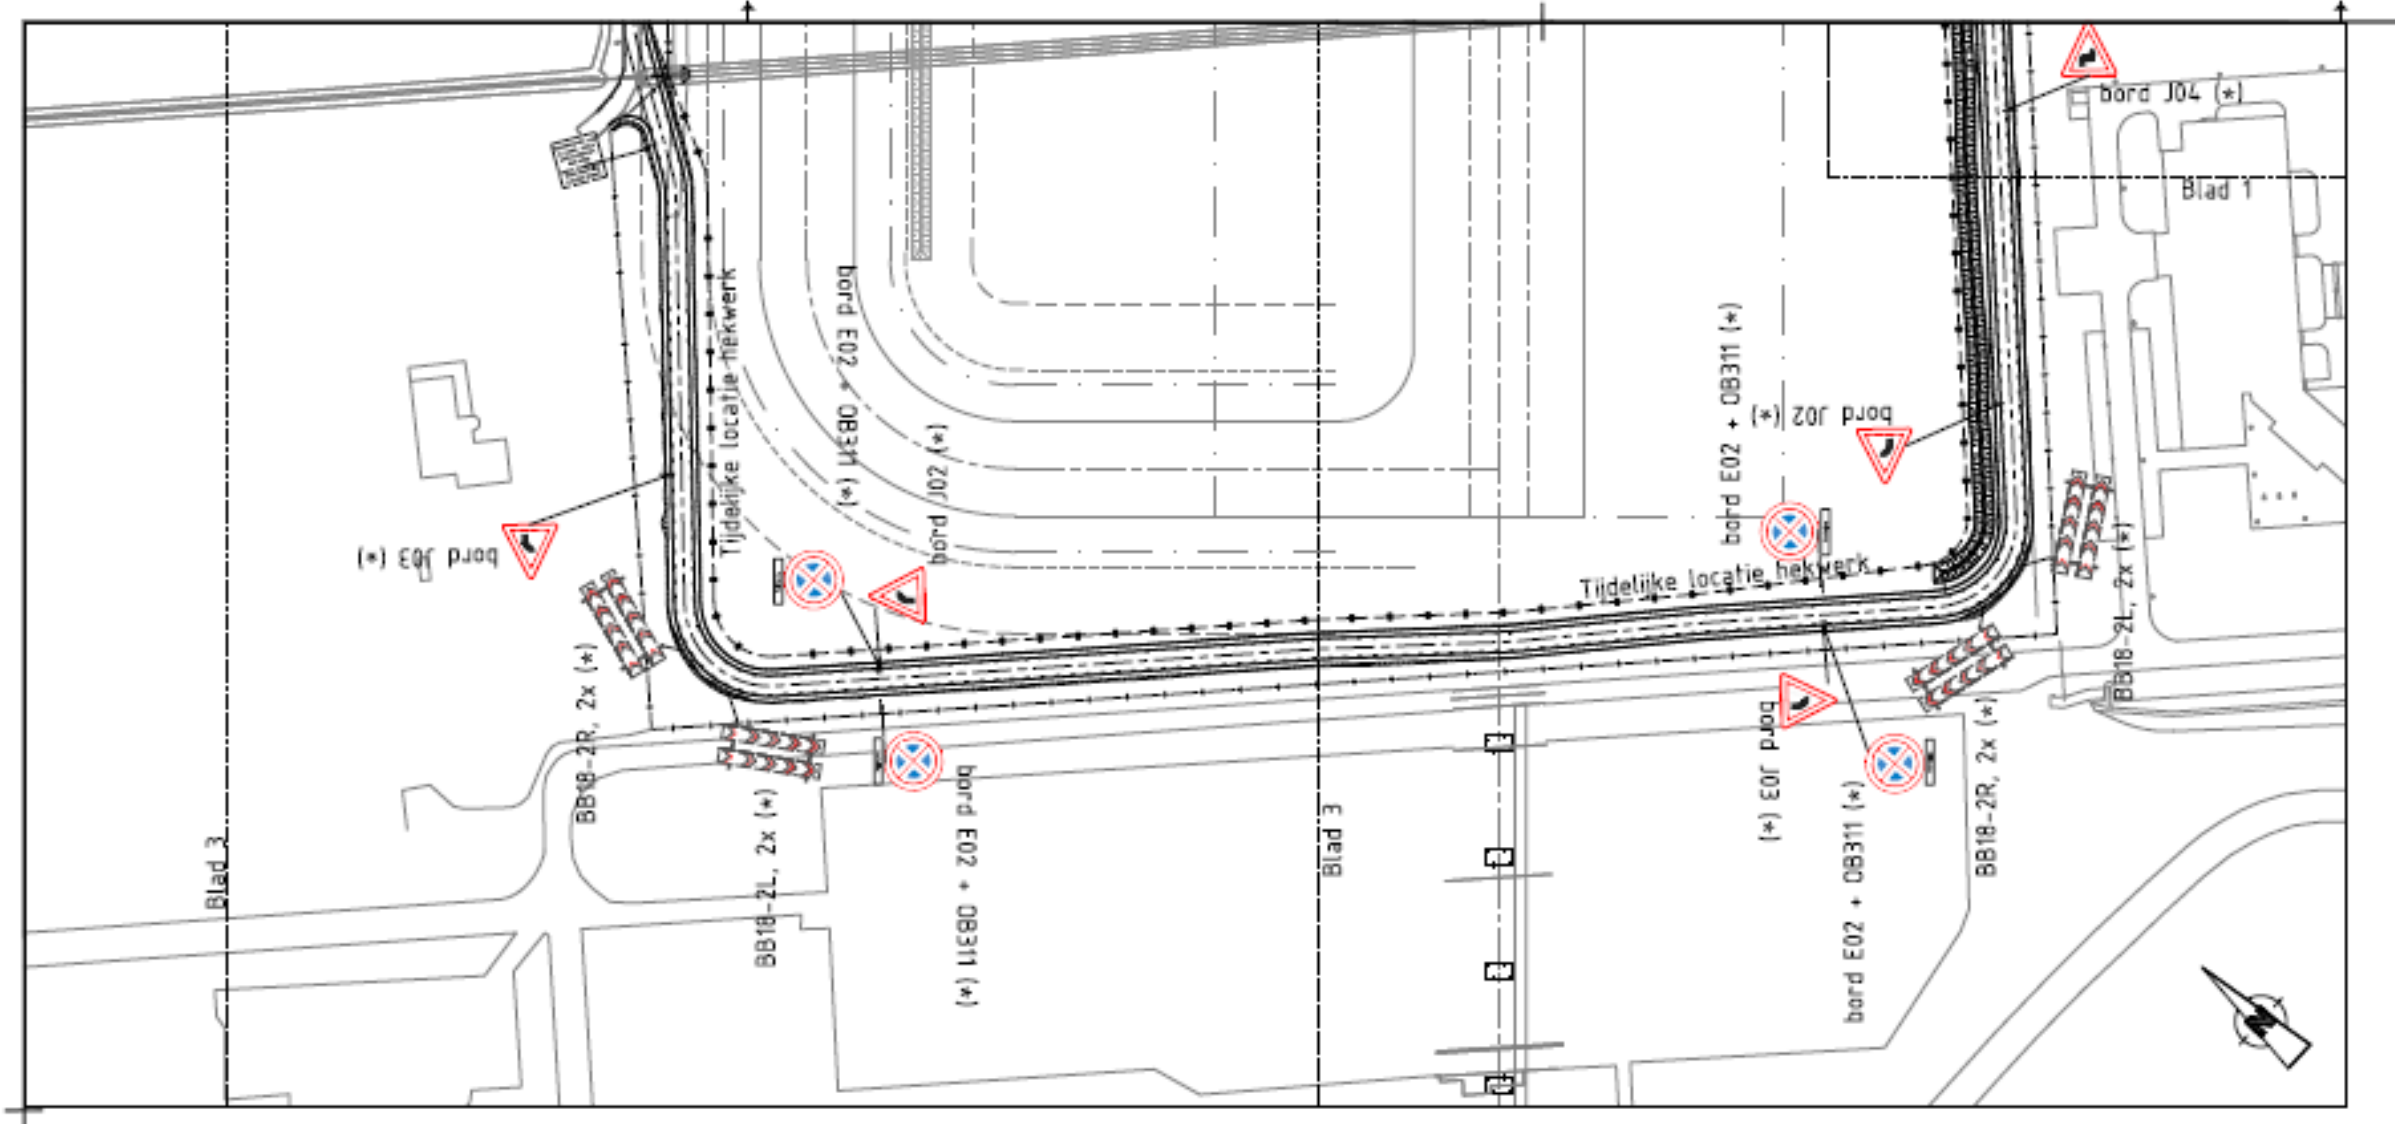 bord J04 (*)
Blad 1
Tijdelijke locatie hekwerk
bord E02 + OB311 (*)
bord J02 (*)
bord E02 + OB311 (*)
bord J02 (*)
bord J03 (*)
Tijdelijke locatie hekwerk
BB18-2L, 2x (*)
BB18-2R, 2x (*)
BB18-2L, 2x (*)
bord E02 + OB311 (*)
bord J03 (*)
bord E02 + OB311 (*)
BB18-2R, 2x (*)
Blad 3
Blad 3
N